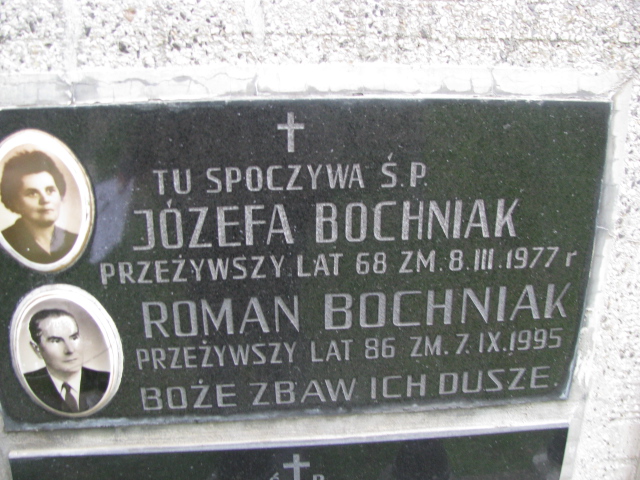 TU SPOCZYWA Ś.P.
JÓZEFA BOCHNIAK
PRZEŻYWSZY LAT 68 ZM. 8.III.1977 r
ROMAN BOCHNIAK
PRZEŻYWSZY LAT 86 ZM. 7.IX.1995
BOŻE ZBAW ICH DUSZE.